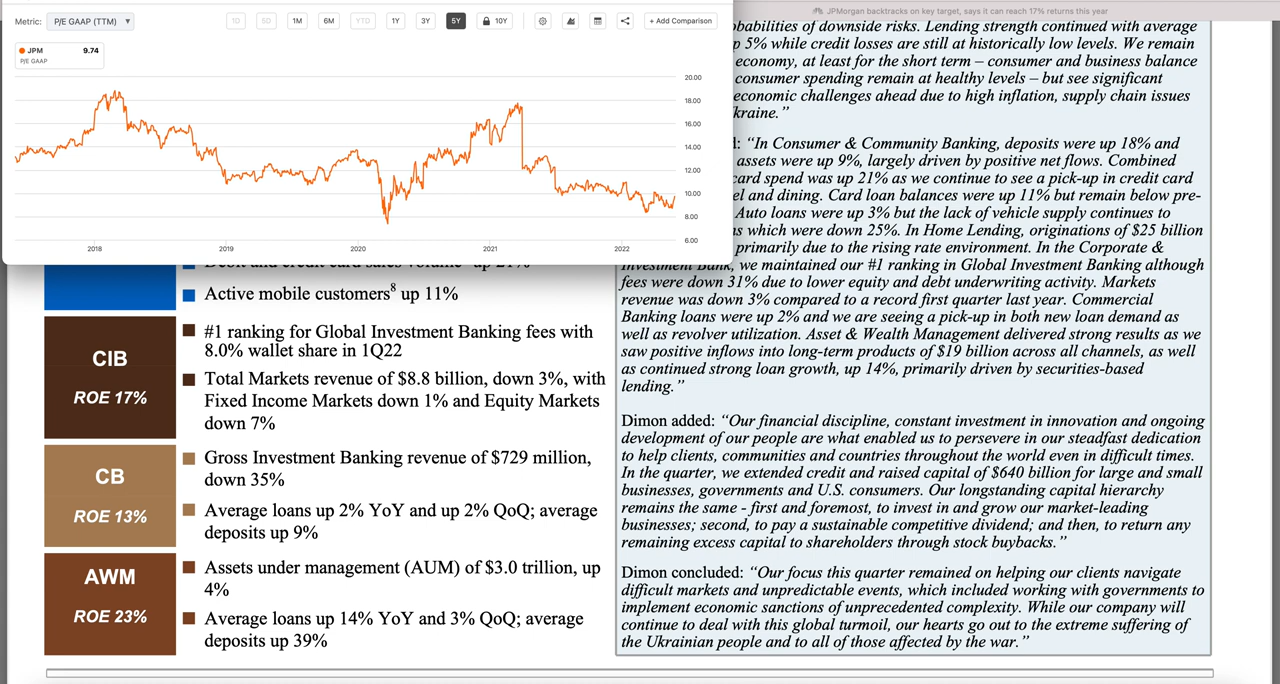 Metric: P/E GAAP (TTM) ▼ 1D 5D 1M 6M YTD 1Y 3Y 5Y 10Y + Add Comparison
JPM 9.74
P/E GAAP
20.00
18.00
16.00
14.00
12.00
10.00
8.00
6.00
2018 2019 2020 2021 2022
JPMorgan backtracks on key target, says it can reach 17% returns this year
of downside risks. Lending strength continued with average
5% while credit losses are still at historically low levels. We remain
economy, at least for the short term – consumer and business balance
consumer spending remain at healthy levels – but see significant
economic challenges ahead due to high inflation, supply chain issues
“In Consumer & Community Banking, deposits were up 18% and
assets were up 9%, largely driven by positive net flows. Combined
card spend was up 21% as we continue to see a pick-up in credit card
and dining. Card loan balances were up 11% but remain below pre-
Auto loans were up 3% but the lack of vehicle supply continues to
which were down 25%. In Home Lending, originations of $25 billion
primarily due to the rising rate environment. In the Corporate &
Investment Bank, we maintained our #1 ranking in Global Investment Banking although
fees were down 31% due to lower equity and debt underwriting activity. Markets
revenue was down 3% compared to a record first quarter last year. Commercial
Banking loans were up 2% and we are seeing a pick-up in both new loan demand as
well as revolver utilization. Asset & Wealth Management delivered strong results as we
saw positive inflows into long-term products of $19 billion across all channels, as well
as continued strong loan growth, up 14%, primarily driven by securities-based
lending.”
Dimon added: “Our financial discipline, constant investment in innovation and ongoing
development of our people are what enabled us to persevere in our steadfast dedication
to help clients, communities and countries throughout the world even in difficult times.
In the quarter, we extended credit and raised capital of $640 billion for large and small
businesses, governments and U.S. consumers. Our longstanding capital hierarchy
remains the same - first and foremost, to invest in and grow our market-leading
businesses; second, to pay a sustainable competitive dividend; and then, to return any
remaining excess capital to shareholders through stock buybacks.”
Dimon concluded: “Our focus this quarter remained on helping our clients navigate
difficult markets and unpredictable events, which included working with governments to
implement economic sanctions of unprecedented complexity. While our company will
continue to deal with this global turmoil, our hearts go out to the extreme suffering of
the Ukrainian people and to all of those affected by the war.”
Active mobile customers8 up 11%
CIB
ROE 17%
#1 ranking for Global Investment Banking fees with
8.0% wallet share in 1Q22
Total Markets revenue of $8.8 billion, down 3%, with
Fixed Income Markets down 1% and Equity Markets
down 7%
CB
ROE 13%
Gross Investment Banking revenue of $729 million,
down 35%
Average loans up 2% YoY and up 2% QoQ; average
deposits up 9%
AWM
ROE 23%
Assets under management (AUM) of $3.0 trillion, up
4%
Average loans up 14% YoY and 3% QoQ; average
deposits up 39%